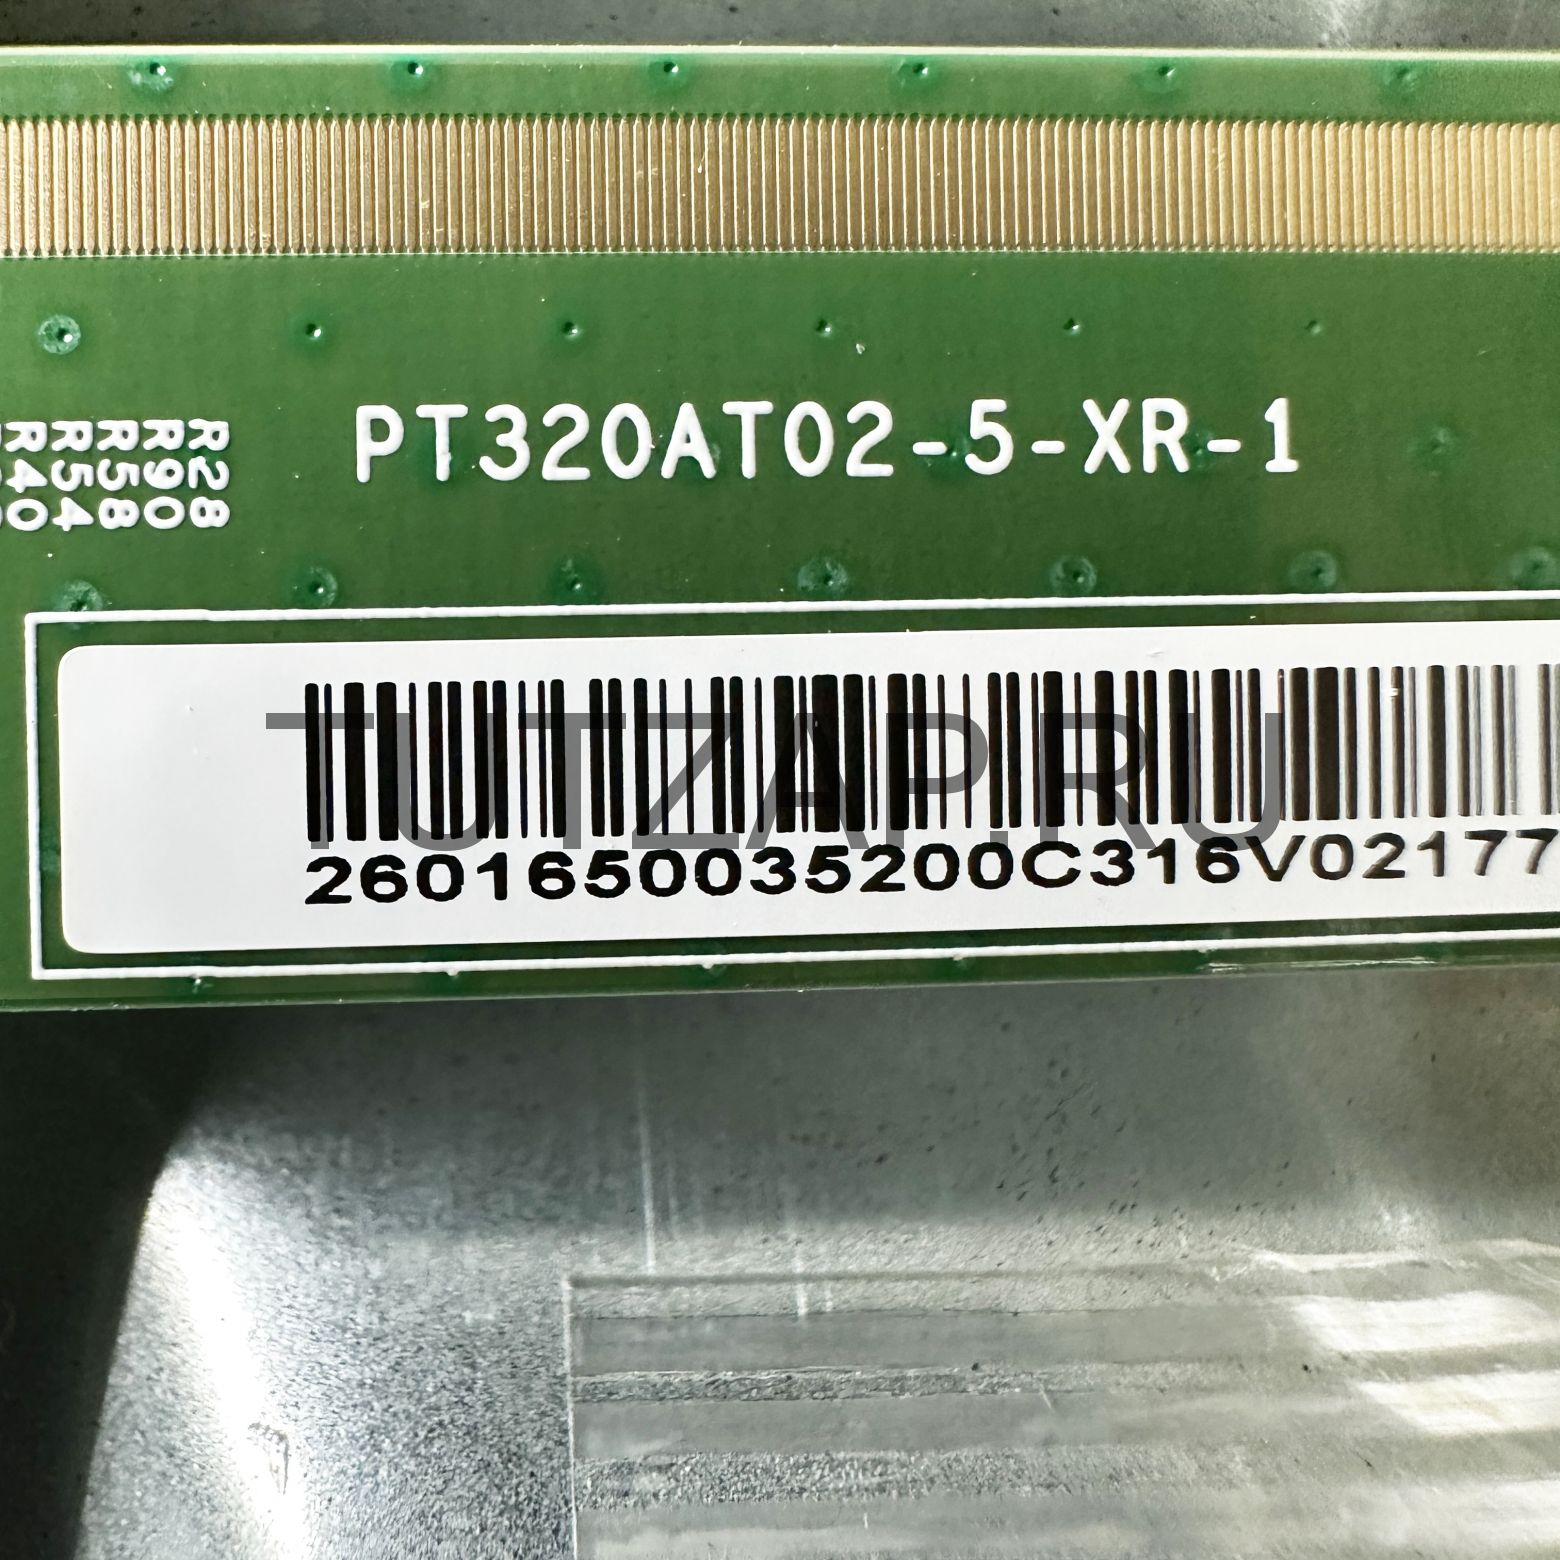 PT320AT02-5-XR-1
R28
R90
R58
R54
R40
TUTZAP.RU
2601650035200C316V02177